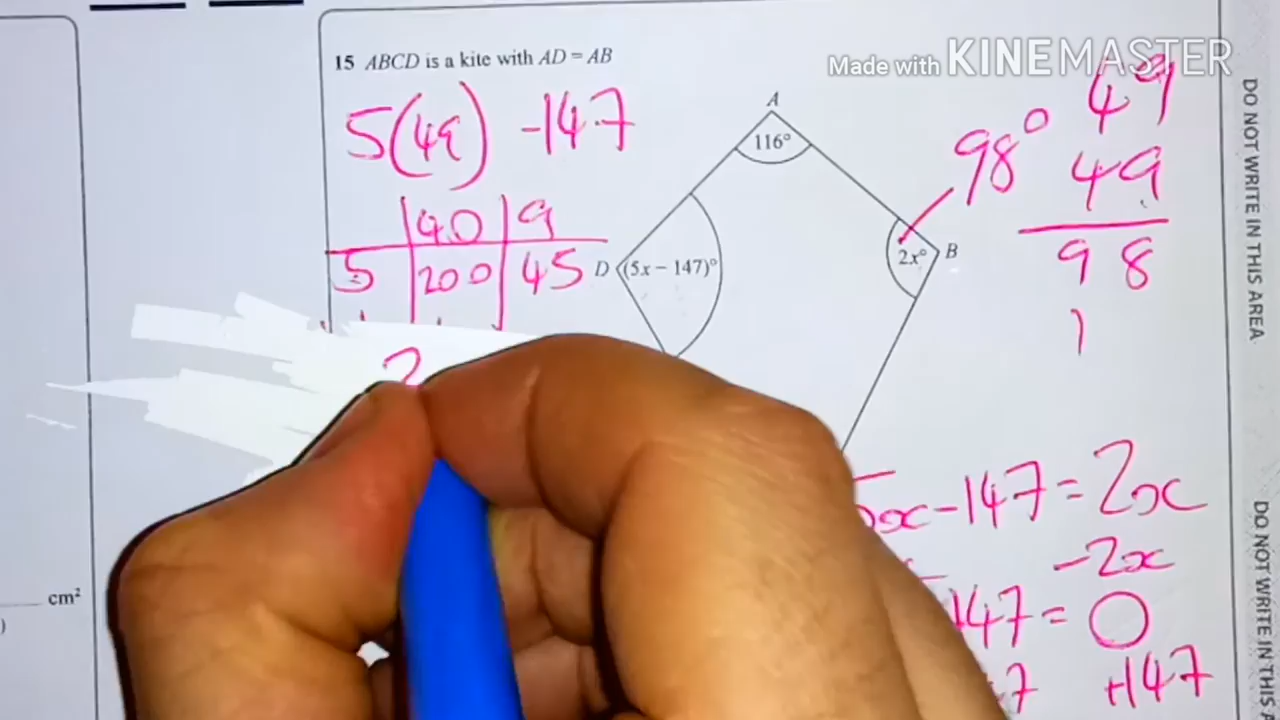 Made with KINEMASTER
15 ABCD is a kite with AD = AB
5(49) -147
A
116°
98°
49
49
98
1
40 9
5 200 45
D (5x – 147)°
2x° B
2
5x-147=2x
-2x
147=0
7 +147
cm²
)
DO NOT WRITE IN THIS AREA
DO NOT WRITE IN THIS